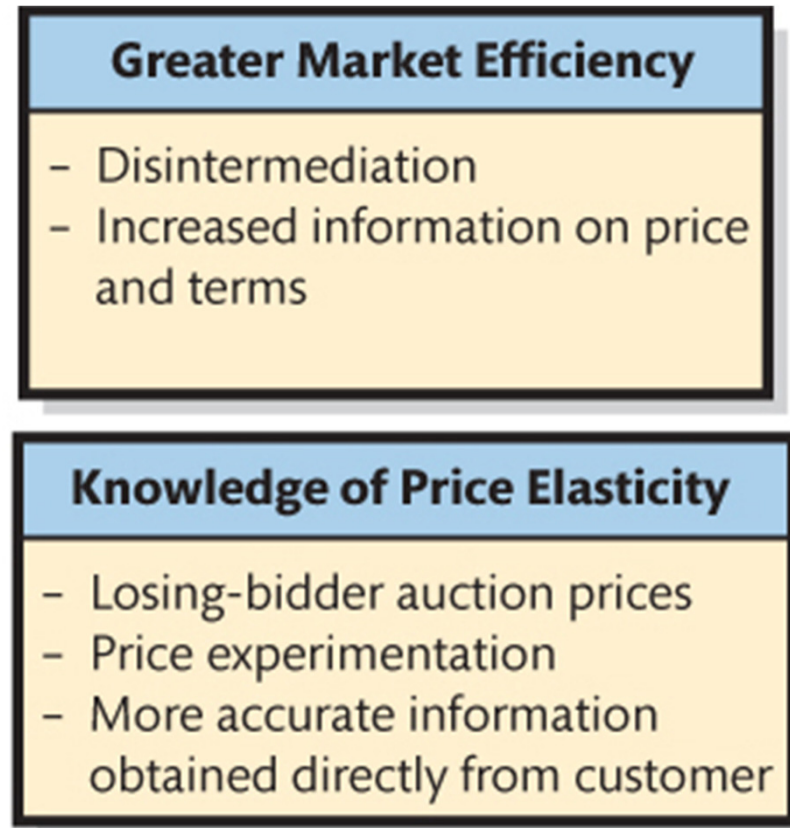 Greater Market Efficiency
– Disintermediation
– Increased information on price
and terms
Knowledge of Price Elasticity
– Losing-bidder auction prices
– Price experimentation
– More accurate information
obtained directly from customer